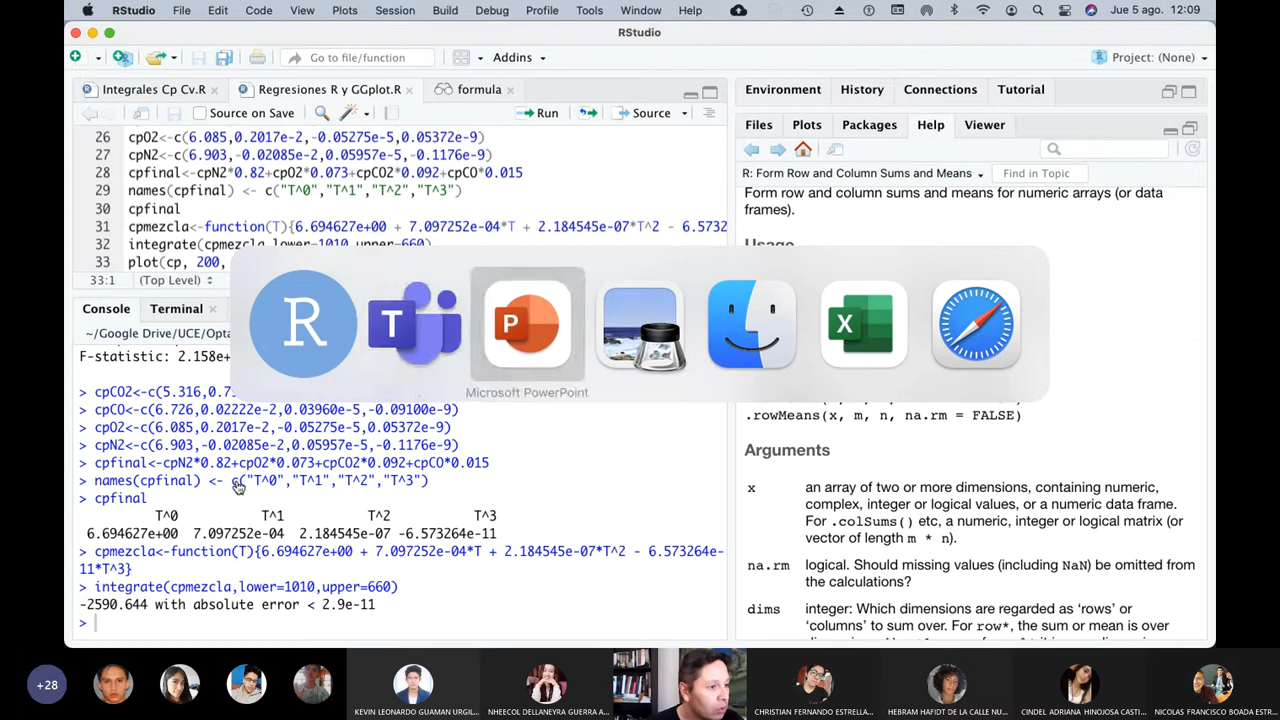 RStudio File Edit Code View Plots Session Build Debug Profile Tools Window Help Jue 5 ago. 12:09
RStudio
Go to file/function Addins Project: (None)
Integrales Cp Cv.R Regresiones R y GGplot.R formula
Source on Save Run Source
26 cpO2<-c(6.085,0.2017e-2,-0.05275e-5,0.05372e-9)
27 cpN2<-c(6.903,-0.02085e-2,0.05957e-5,-0.1176e-9)
28 cpfinal<-cpN2*0.82+cpO2*0.073+cpCO2*0.092+cpCO*0.015
29 names(cpfinal) <- c("T^0","T^1","T^2","T^3")
30 cpfinal
31 cpmezcla<-function(T){6.694627e+00 + 7.097252e-04*T + 2.184545e-07*T^2 - 6.5732
32 integrate(cpmezcla,lower=1010,upper=660)
33 plot(cp, 200,
33:1 (Top Level)
Console Terminal
~/Google Drive/UCE/Opta
F-statistic: 2.158e+
> cpCO2<-c(5.316,0.7
> cpCO<-c(6.726,0.02222e-2,0.03960e-5,-0.09100e-9)
> cpO2<-c(6.085,0.2017e-2,-0.05275e-5,0.05372e-9)
> cpN2<-c(6.903,-0.02085e-2,0.05957e-5,-0.1176e-9)
> cpfinal<-cpN2*0.82+cpO2*0.073+cpCO2*0.092+cpCO*0.015
> names(cpfinal) <- c("T^0","T^1","T^2","T^3")
> cpfinal
T^0 T^1 T^2 T^3
6.694627e+00 7.097252e-04 2.184545e-07 -6.573264e-11
> cpmezcla<-function(T){6.694627e+00 + 7.097252e-04*T + 2.184545e-07*T^2 - 6.573264e-
11*T^3}
> integrate(cpmezcla,lower=1010,upper=660)
-2590.644 with absolute error < 2.9e-11
>
Environment History Connections Tutorial
Files Plots Packages Help Viewer
R: Form Row and Column Sums and Means Find in Topic
Form row and column sums and means for numeric arrays (or data
frames).
Usage
R T P X
Microsoft PowerPoint
.rowMeans(x, m, n, na.rm = FALSE)
Arguments
x an array of two or more dimensions, containing numeric,
complex, integer or logical values, or a numeric data frame.
For .colSums() etc, a numeric, integer or logical matrix (or
vector of length m * n).
na.rm logical. Should missing values (including NaN) be omitted from
the calculations?
dims integer: Which dimensions are regarded as 'rows' or
'columns' to sum over. For row*, the sum or mean is over
+28
KEVIN LEONARDO GUAMAN URGIL...
NHEECOL DELLANEYRA GUERRA A...
CHRISTIAN FERNANDO ESTRELLA...
HEBRAM HAFIDT DE LA CALLE NU...
CINDEL ADRIANA HINOJOSA CASTI...
NICOLAS FRANCISCO BOADA ESTR...